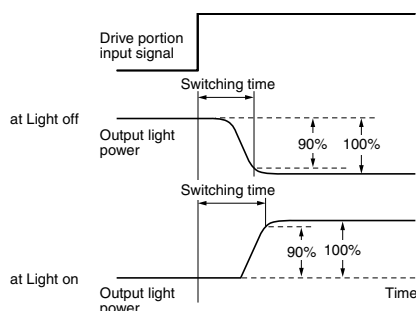 Drive portion
input signal
Switching time
at Light off
Output light
power
90%
100%
Switching time
90%
100%
at Light on
Output light
power
Time